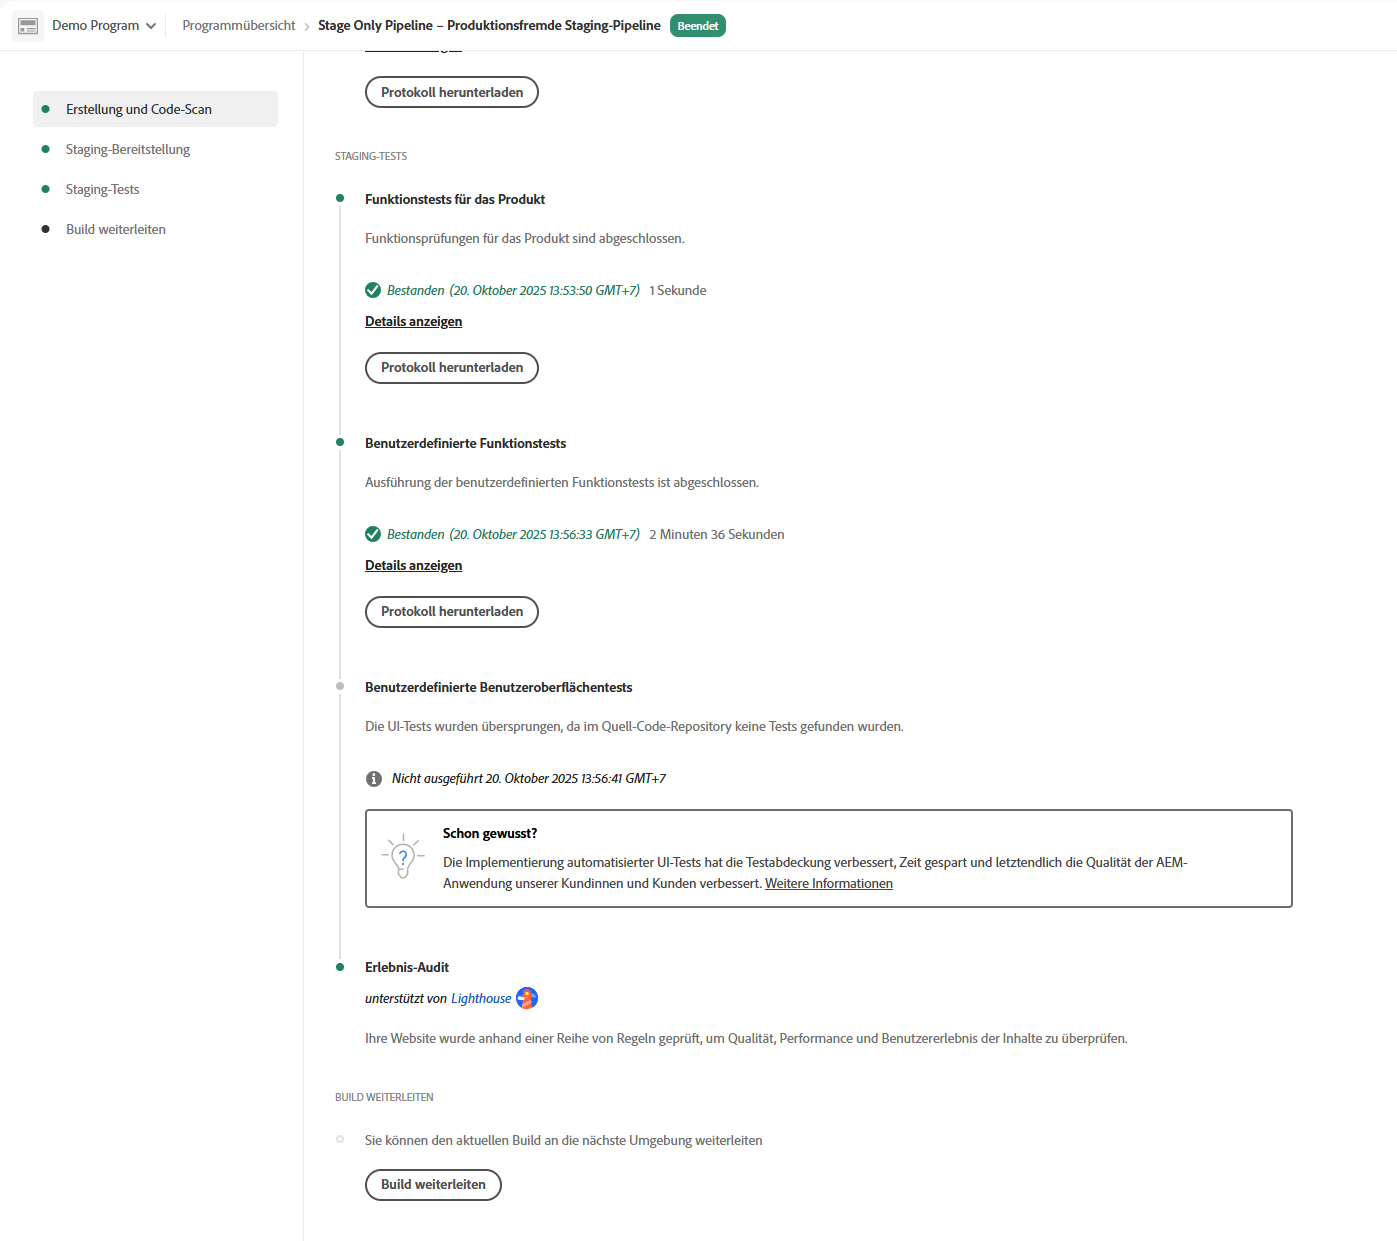 Demo Program
Programmübersicht
Stage Only Pipeline – Produktionsfremde Staging-Pipeline
Beendet
Erstellung und Code-Scan
Staging-Bereitstellung
Staging-Tests
Build weiterleiten
Protokoll herunterladen
STAGING-TESTS
Funktionstests für das Produkt
Funktionsprüfungen für das Produkt sind abgeschlossen.
Bestanden (20. Oktober 2025 13:53:50 GMT+7) 1 Sekunde
Details anzeigen
Protokoll herunterladen
Benutzerdefinierte Funktionstests
Ausführung der benutzerdefinierten Funktionstests ist abgeschlossen.
Bestanden (20. Oktober 2025 13:56:33 GMT+7) 2 Minuten 36 Sekunden
Details anzeigen
Protokoll herunterladen
Benutzerdefinierte Benutzeroberflächentests
Die UI-Tests wurden übersprungen, da im Quell-Code-Repository keine Tests gefunden wurden.
Nicht ausgeführt 20. Oktober 2025 13:56:41 GMT+7
Schon gewusst?
Die Implementierung automatisierter UI-Tests hat die Testabdeckung verbessert, Zeit gespart und letztendlich die Qualität der AEM-
Anwendung unserer Kundinnen und Kunden verbessert. Weitere Informationen
Erlebnis-Audit
unterstützt von Lighthouse
Ihre Website wurde anhand einer Reihe von Regeln geprüft, um Qualität, Performance und Benutzererlebnis der Inhalte zu überprüfen.
BUILD WEITERLEITEN
Sie können den aktuellen Build an die nächste Umgebung weiterleiten
Build weiterleiten